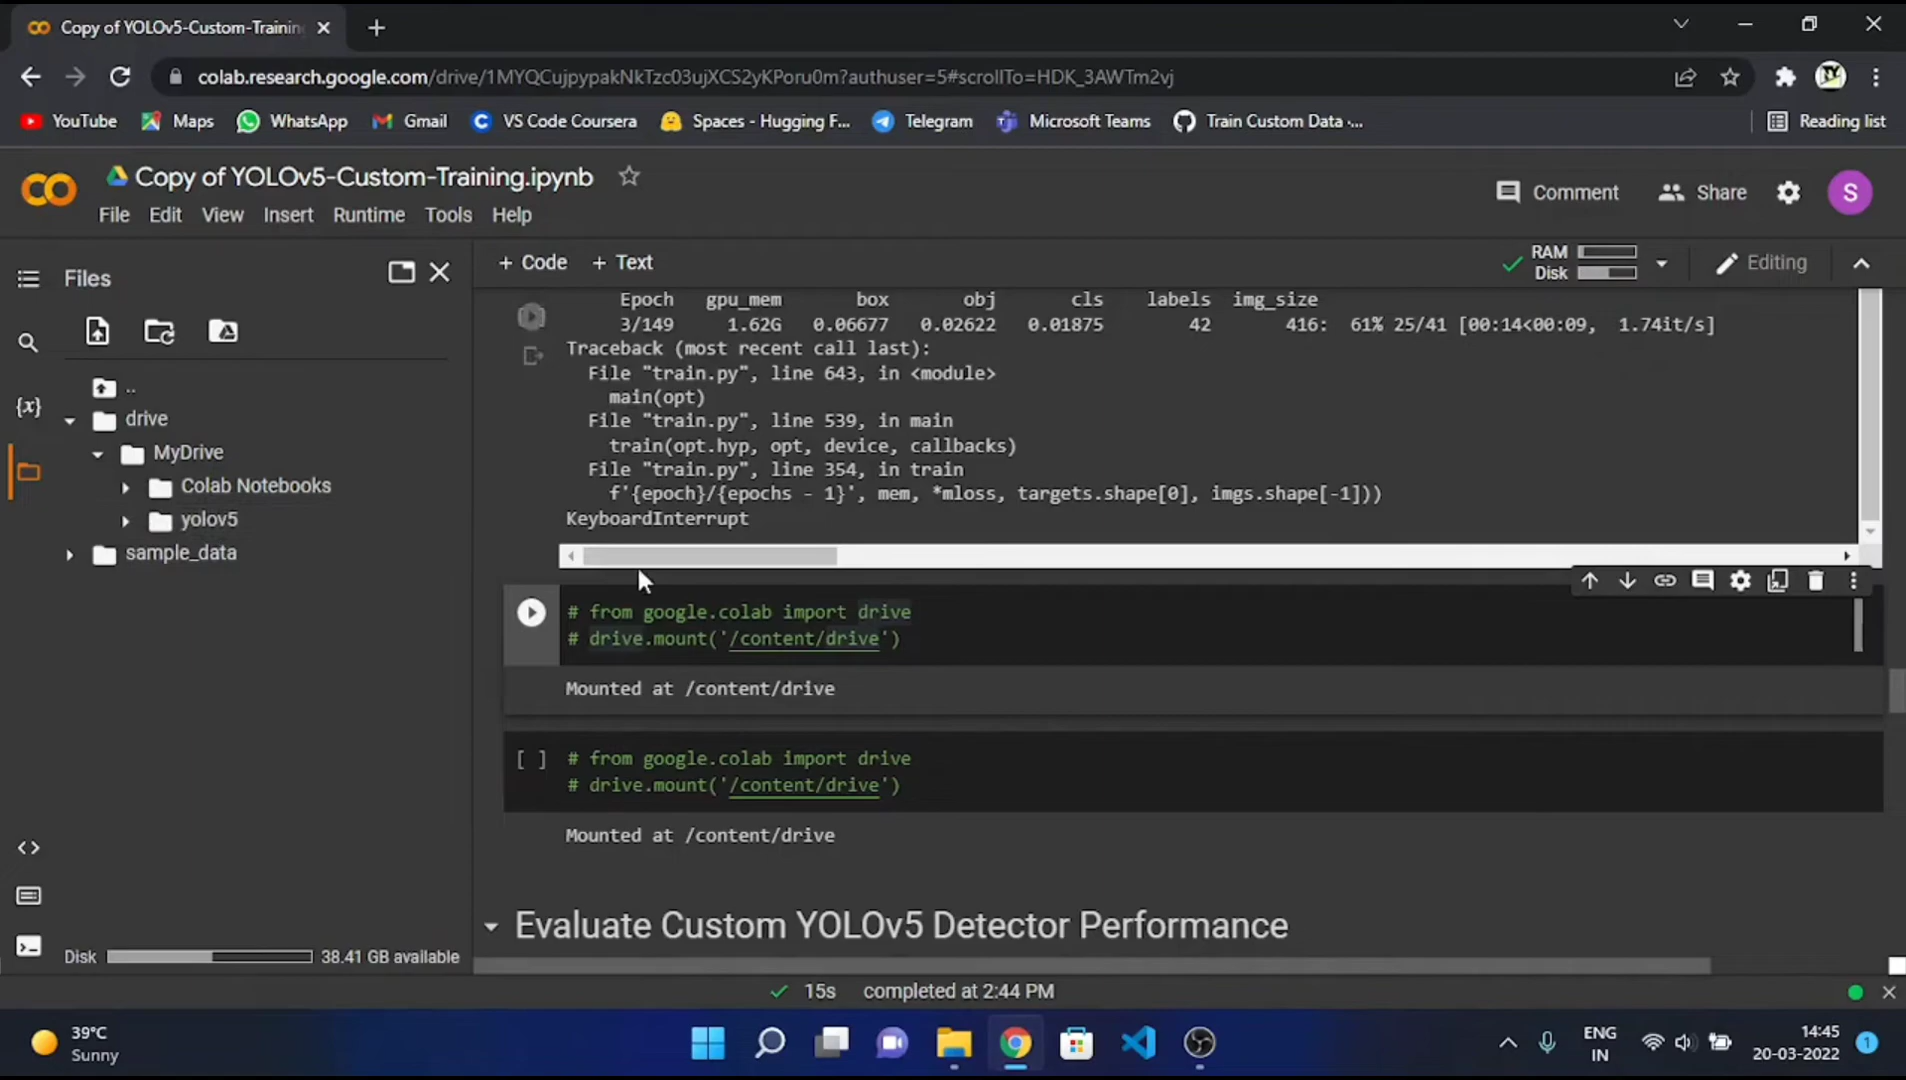 Copy of YOLOv5-Custom-Trainin
colab.research.google.com/drive/1MYQCujpypakNkTzc03ujXCS2yKPoru0m?authuser=5#scrollTo=HDK_3AWTm2vj
YouTube Maps WhatsApp Gmail VS Code Coursera Spaces - Hugging F... Telegram Microsoft Teams Train Custom Data ·... Reading list
Copy of YOLOv5-Custom-Training.ipynb
Comment Share S
File Edit View Insert Runtime Tools Help
Files
+ Code + Text
RAM
Disk
Editing
..
drive
MyDrive
Colab Notebooks
yolov5
sample_data
{x}
Disk 38.41 GB available
Epoch gpu_mem box obj cls labels img_size
3/149 1.62G 0.06677 0.02622 0.01875 42 416: 61% 25/41 [00:14<00:09, 1.74it/s]
Traceback (most recent call last):
File "train.py", line 643, in <module>
main(opt)
File "train.py", line 539, in main
train(opt.hyp, opt, device, callbacks)
File "train.py", line 354, in train
f'{epoch}/{epochs - 1}', mem, *mloss, targets.shape[0], imgs.shape[-1]))
KeyboardInterrupt
# from google.colab import drive
# drive.mount('/content/drive')
Mounted at /content/drive
[ ] # from google.colab import drive
# drive.mount('/content/drive')
Mounted at /content/drive
Evaluate Custom YOLOv5 Detector Performance
15s completed at 2:44 PM
39°C
Sunny
ENG
IN
14:45
20-03-2022
1